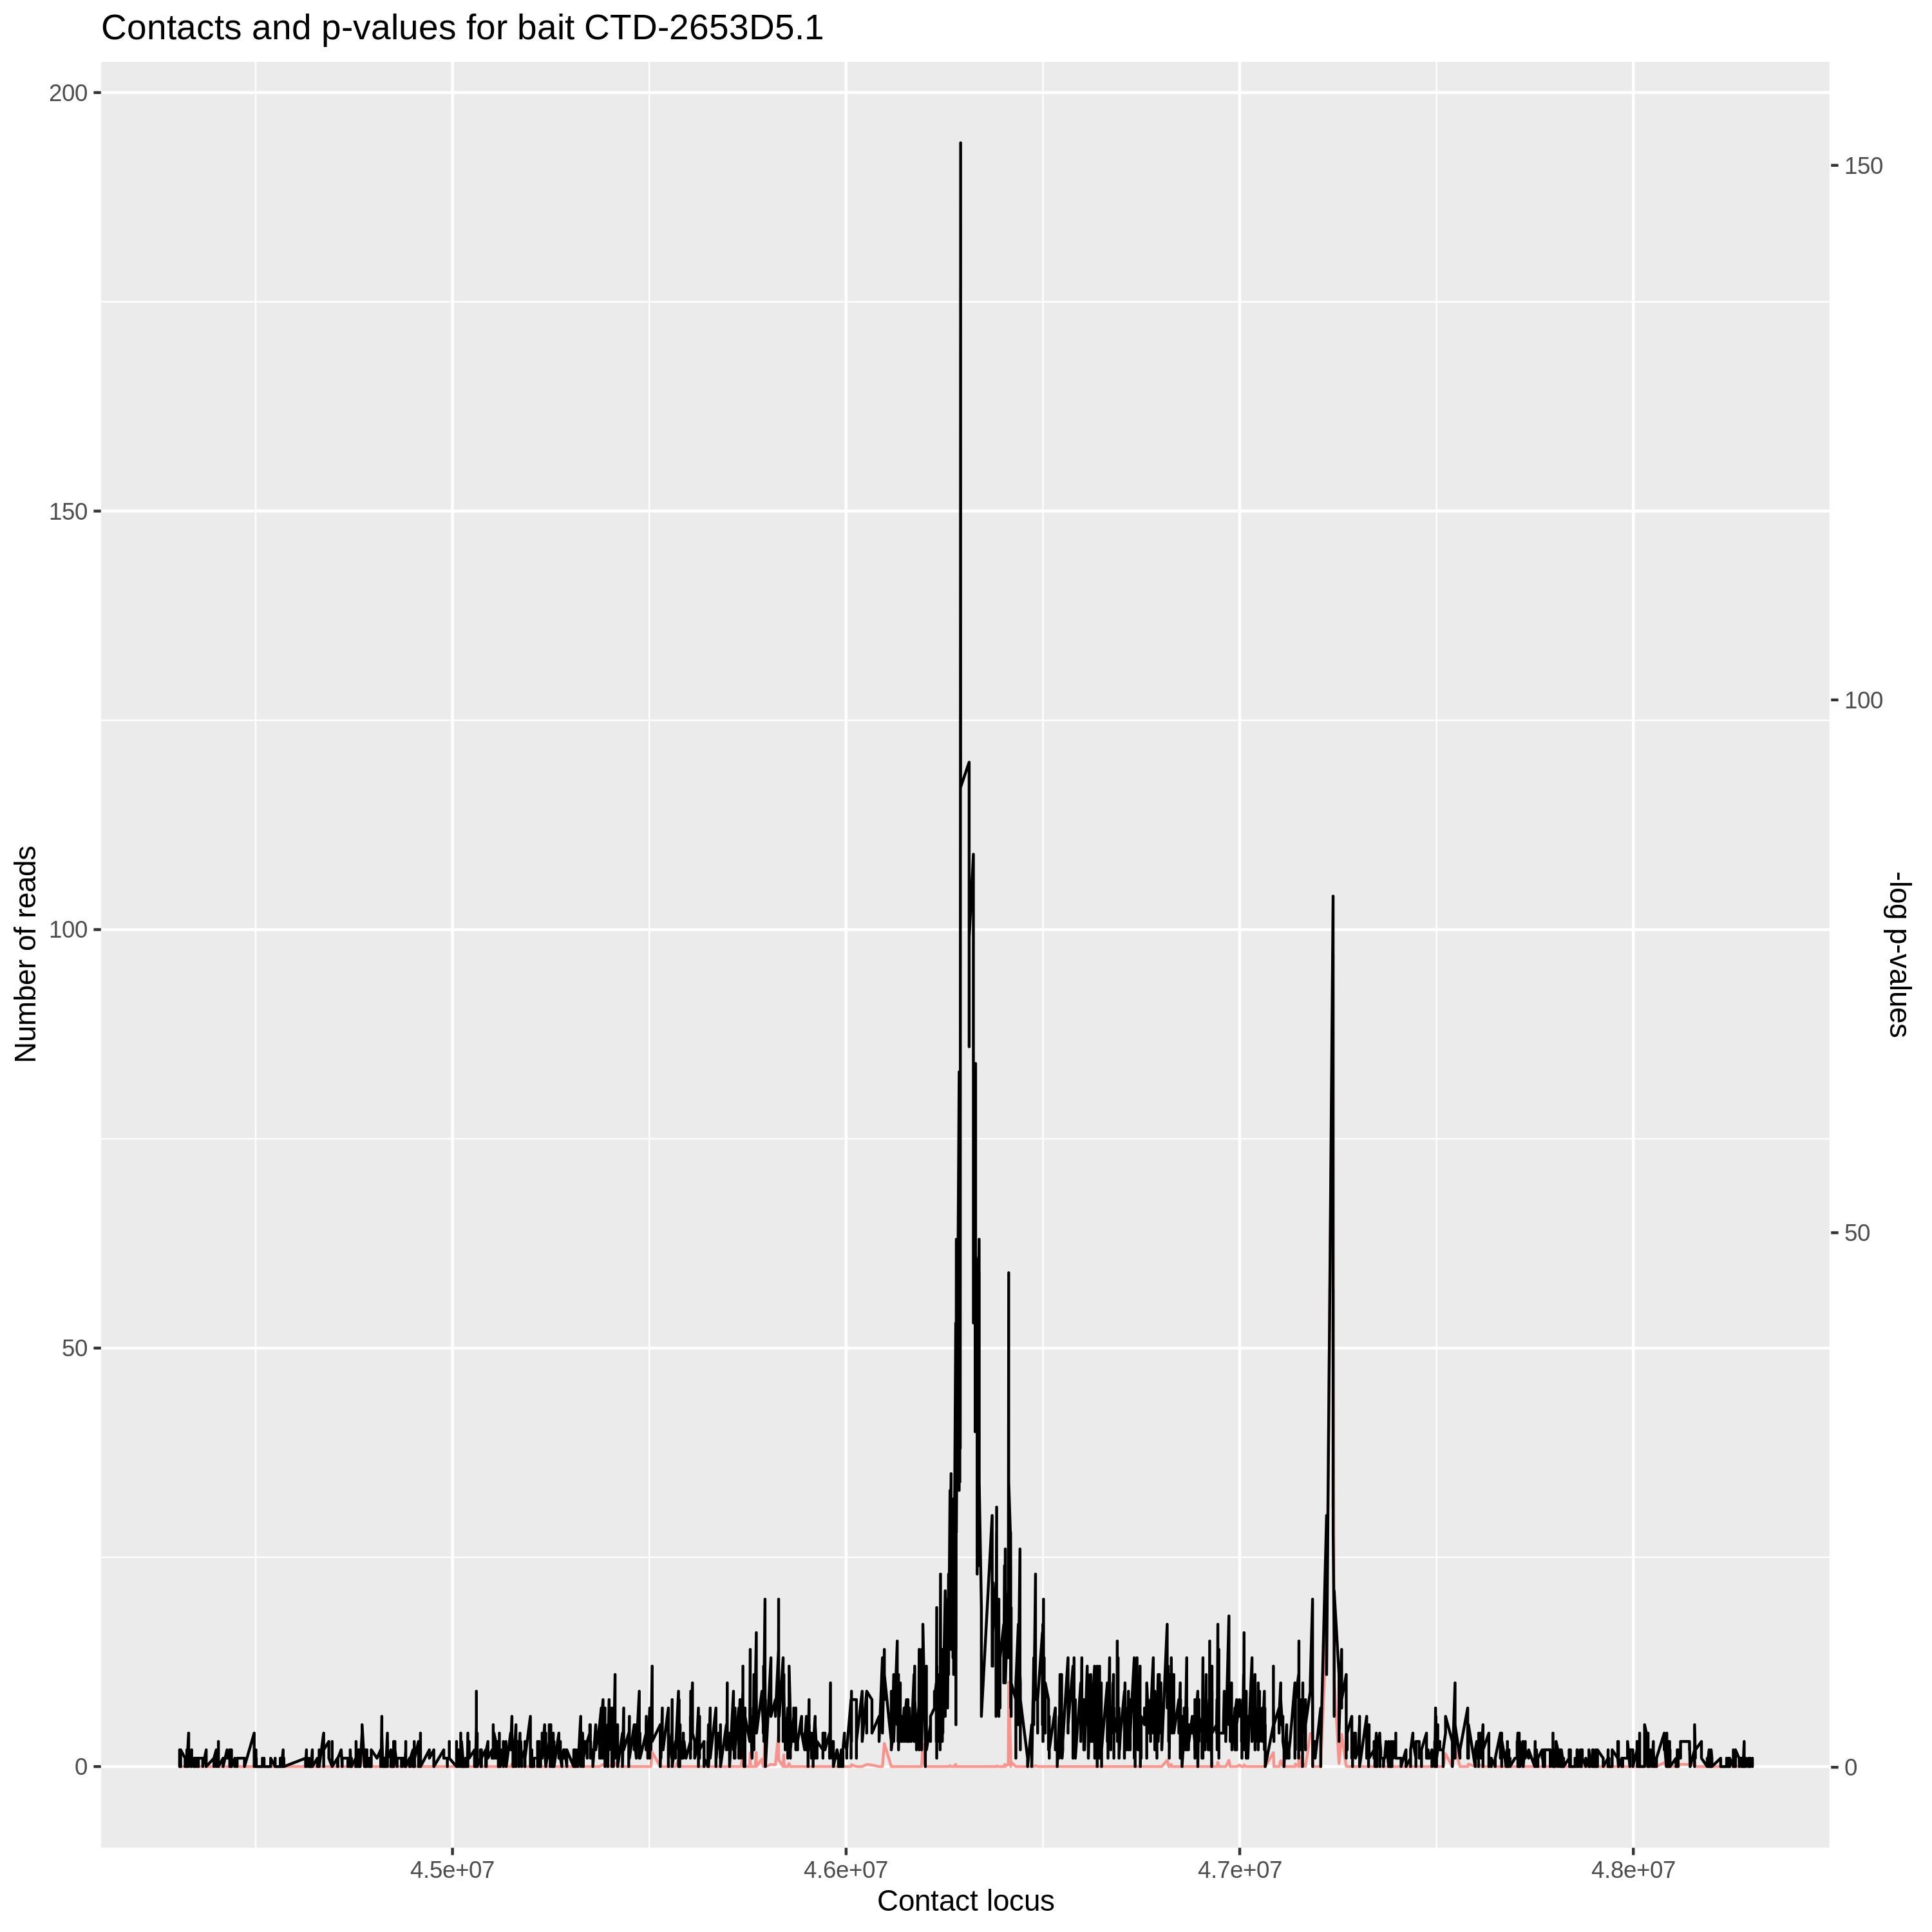 Contacts and p-values for bait CTD-2653D5.1
200
150
100
50
0
Number of reads
150
100
50
0
-log p-values
4.5e+07
4.6e+07
4.7e+07
4.8e+07
Contact locus